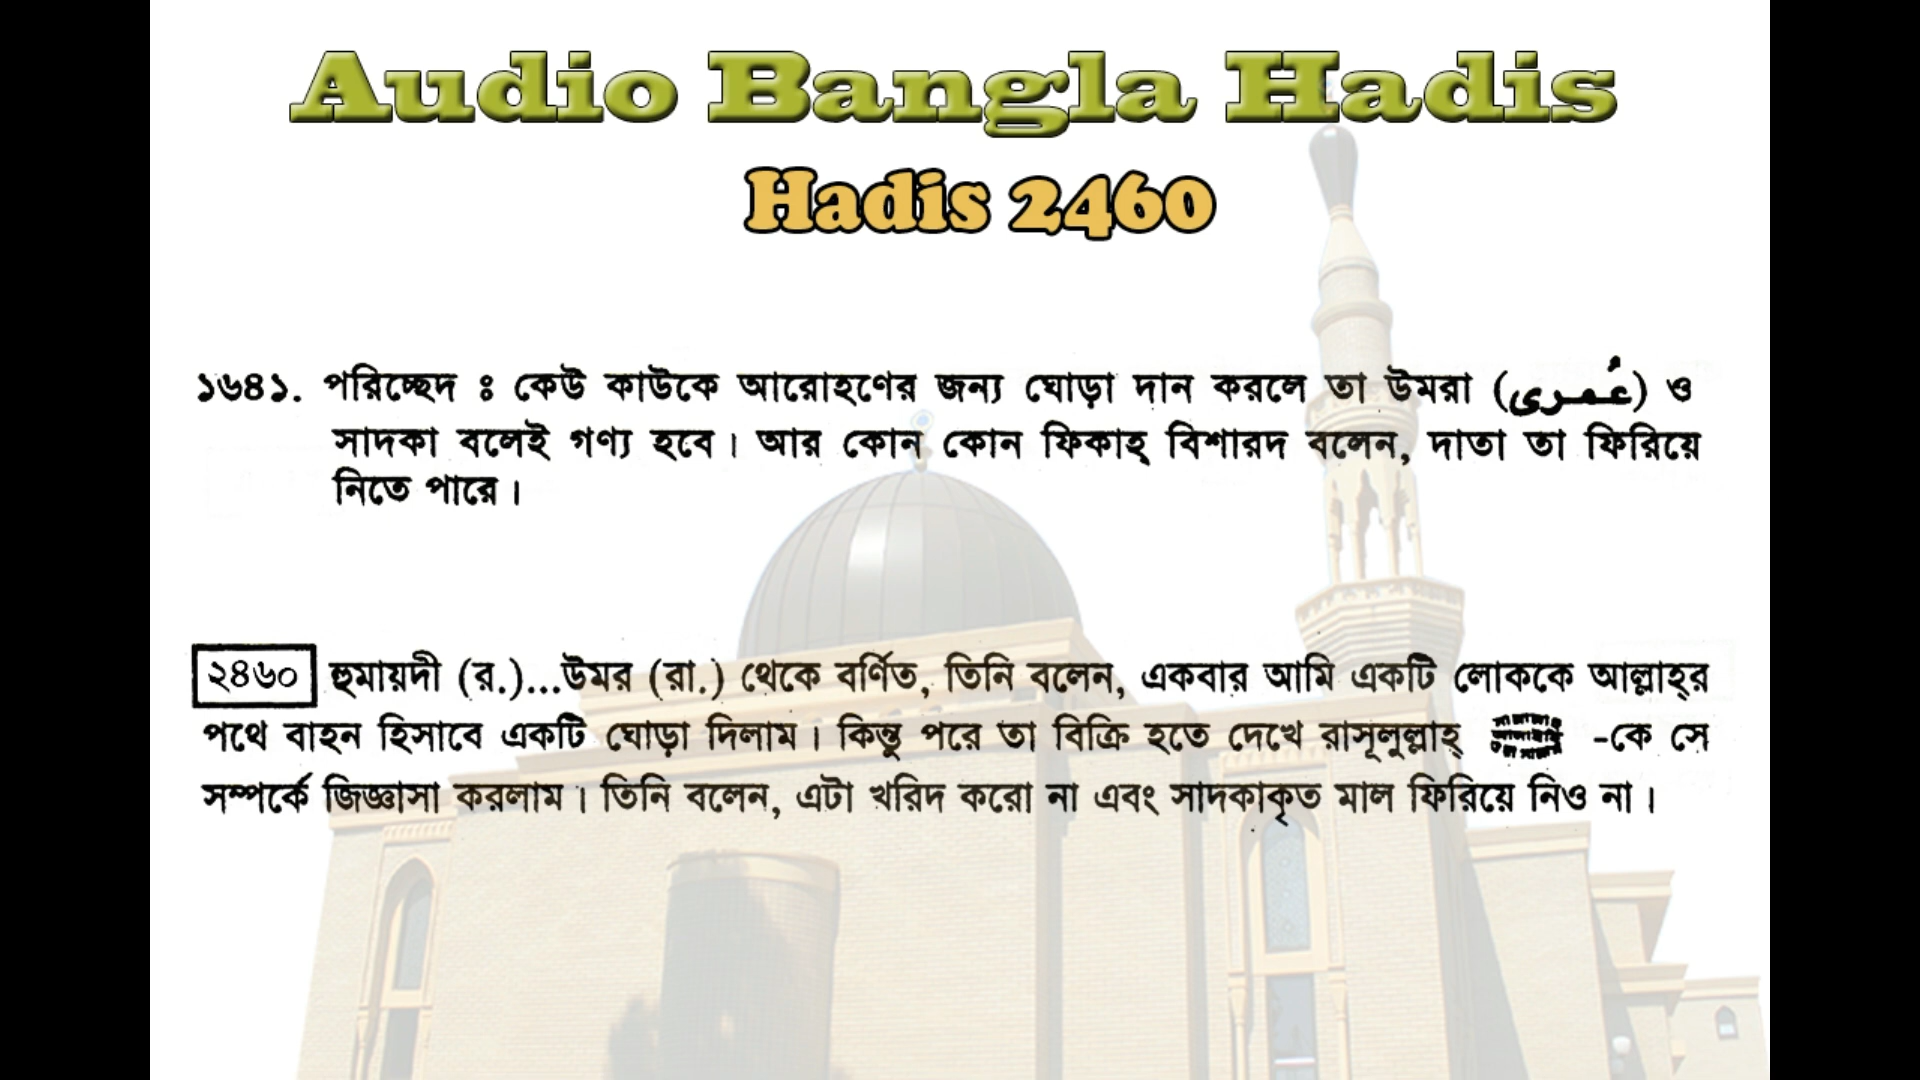 Audio Bangla Hadis
Hadis 2460
১৬৪১. পরিচ্ছেদ ঃ কেউ কাউকে আরোহণের জন্য ঘোড়া দান করলে তা উমরা (عُمرى) ও
সাদকা বলেই গণ্য হবে। আর কোন কোন ফিকাহ্ বিশারদ বলেন, দাতা তা ফিরিয়ে
নিতে পারে।
২৪৬০ হুমায়দী (র.)...উমর (রা.) থেকে বর্ণিত, তিনি বলেন, একবার আমি একটি লোককে আল্লাহ্‌র
পথে বাহন হিসাবে একটি ঘোড়া দিলাম। কিন্তু পরে তা বিক্রি হতে দেখে রাসূলুল্লাহ্ -কে সে
সম্পর্কে জিজ্ঞাসা করলাম। তিনি বলেন, এটা খরিদ করো না এবং সাদকাকৃত মাল ফিরিয়ে নিও না।